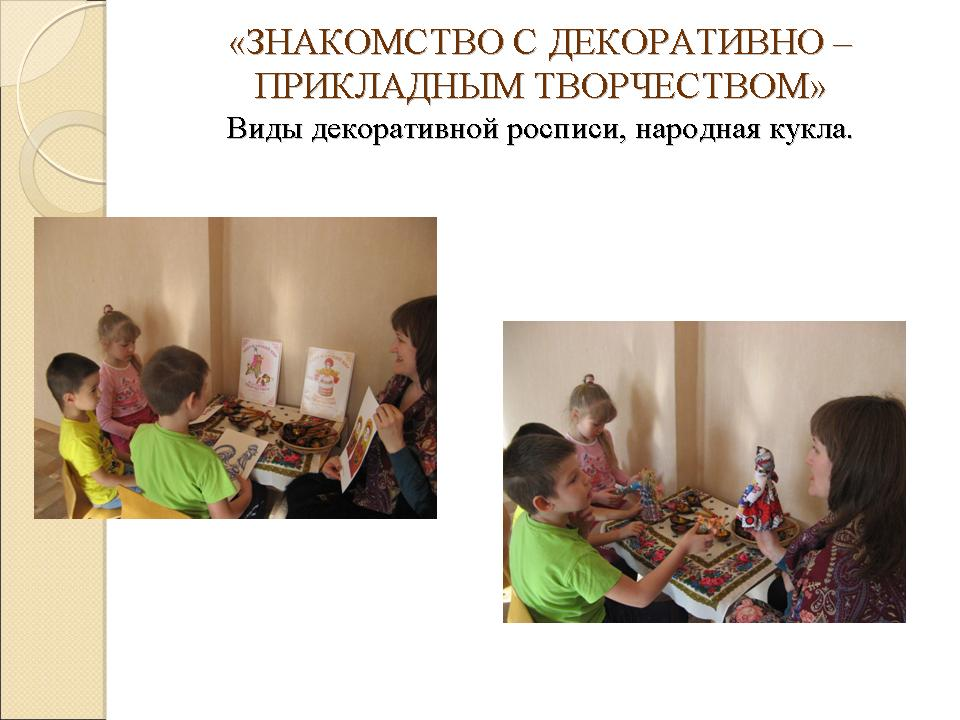 «ЗНАКОМСТВО С ДЕКОРАТИВНО –
ПРИКЛАДНЫМ ТВОРЧЕСТВОМ»
Виды декоративной росписи, народная кукла.